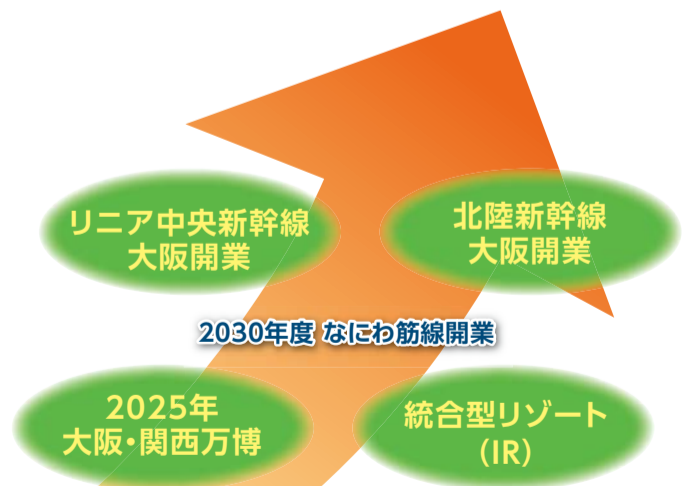 リニア中央新幹線
大阪開業
北陸新幹線
大阪開業
2030年度 なにわ筋線開業
2025年
大阪・関西万博
統合型リゾート
(IR)